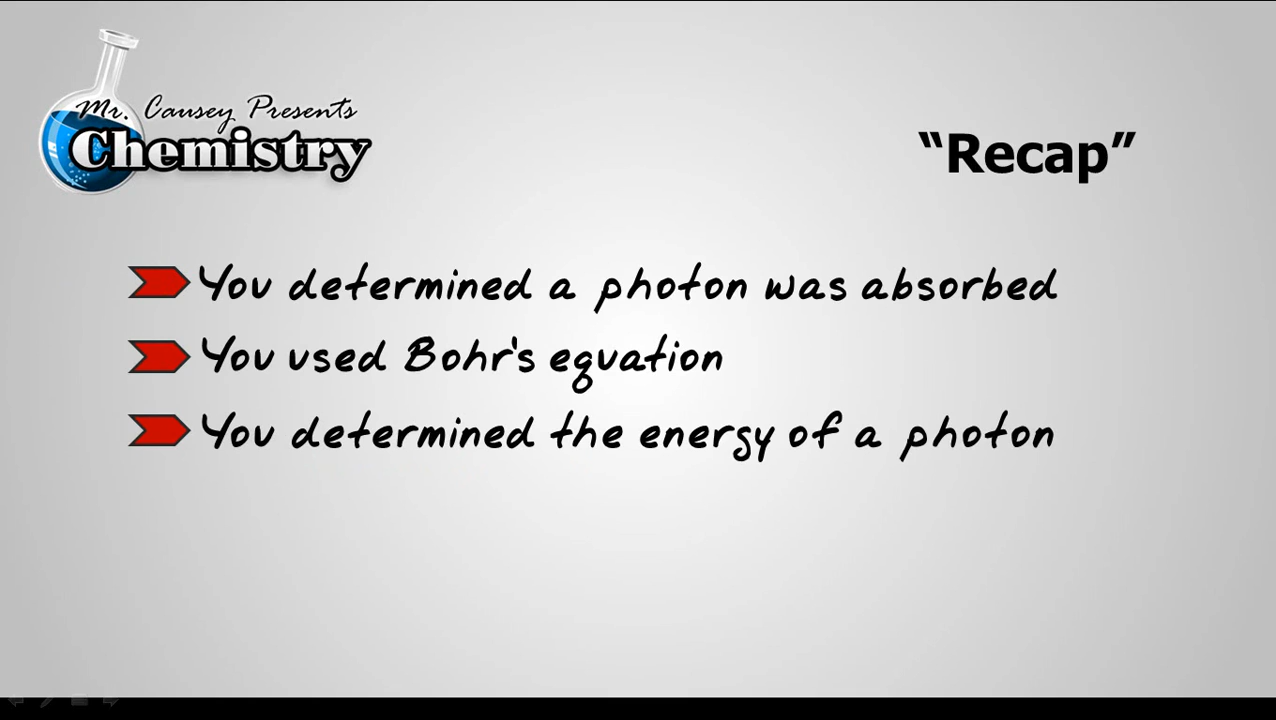 Mr. Causey Presents
Chemistry
“Recap”
You determined a photon was absorbed
You used Bohr's equation
You determined the energy of a photon